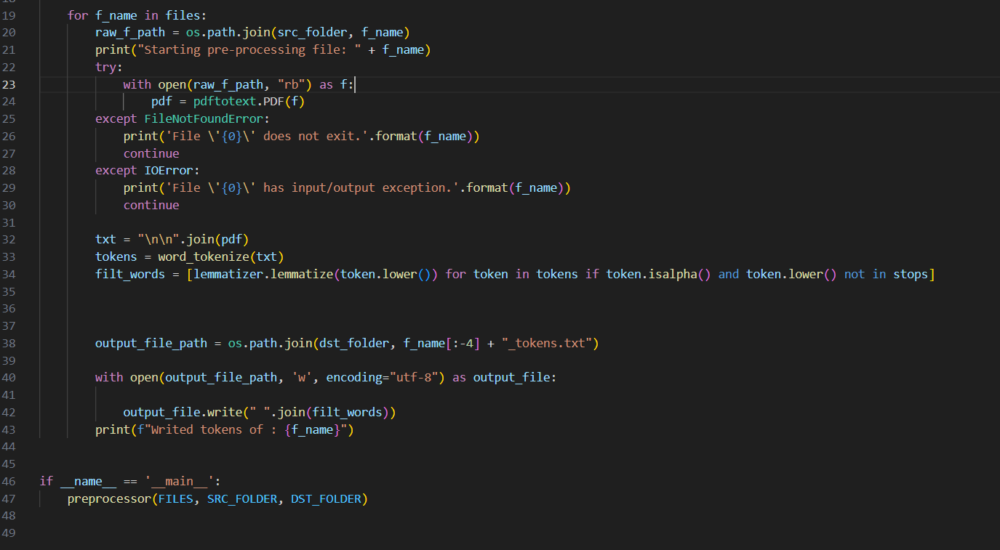 19 for f_name in files:
20 raw_f_path = os.path.join(src_folder, f_name)
21 print("Starting pre-processing file: " + f_name)
22 try:
23 with open(raw_f_path, "rb") as f:
24 pdf = pdftotext.PDF(f)
25 except FileNotFoundError:
26 print('File \'{0}\' does not exit.'.format(f_name))
27 continue
28 except IOError:
29 print('File \'{0}\' has input/output exception.'.format(f_name))
30 continue
31
32 txt = "\n\n".join(pdf)
33 tokens = word_tokenize(txt)
34 filt_words = [lemmatizer.lemmatize(token.lower()) for token in tokens if token.isalpha() and token.lower() not in stops]
35
36
37
38 output_file_path = os.path.join(dst_folder, f_name[:-4] + "_tokens.txt")
39
40 with open(output_file_path, 'w', encoding="utf-8") as output_file:
41
42 output_file.write(" ".join(filt_words))
43 print(f"Writed tokens of : {f_name}")
44
45
46 if __name__ == '__main__':
47 preprocessor(FILES, SRC_FOLDER, DST_FOLDER)
48
49